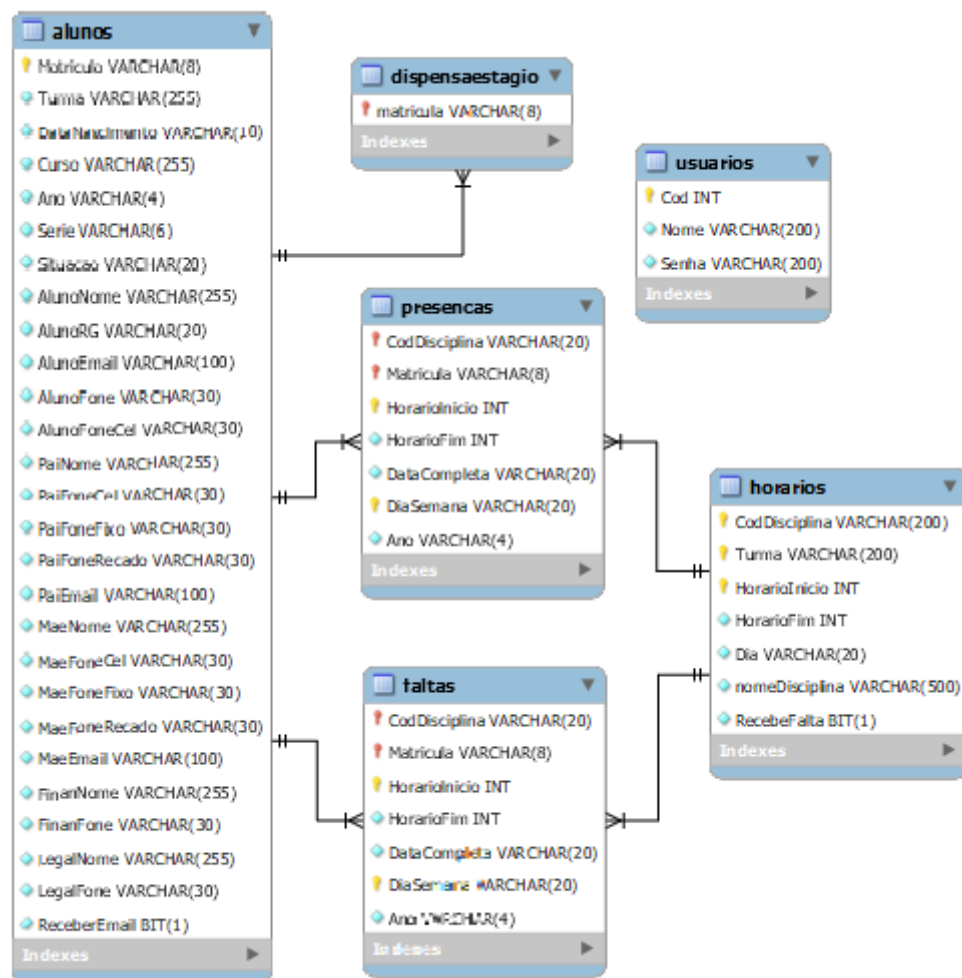 alunos
Matriculo VARCHAR(8)
Turma VARCHAR(255)
DataNascimento VARCHAR(10)
Curso VARCHAR(255)
Ano VARCHAR(4)
Serie VARCHAR(6)
Situacao VARCHAR(20)
AlunoNome VARCHAR(255)
AlunoRG VARCHAR(20)
AlunoEmail VARCHAR(100)
AlunoFone VARCHAR(30)
AlunoFoneCel VARCHAR(30)
PaiNome VARCHAR(255)
PaiFoneCel VARCHAR(30)
PaiFoneFixo VARCHAR(30)
PaiFoneRecado VARCHAR(30)
PaiEmail VARCHAR(100)
MaeNome VARCHAR(255)
MaeFoneCel VARCHAR(30)
MaeFoneFixo VARCHAR(30)
MaeFoneRecado VARCHAR(30)
MaeEmail VARCHAR(100)
FinanNome VARCHAR(255)
FinanFone VARCHAR(30)
LegalNome VARCHAR(255)
LegalFone VARCHAR(30)
ReceberEmail BIT(1)
Indexes
dispensaestagio
matricula VARCHAR(8)
Indexes
usuarios
Cod INT
Nome VARCHAR(200)
Senha VARCHAR(200)
Indexes
presencas
CodDisciplina VARCHAR(20)
Matricula VARCHAR(8)
HorarioInicio INT
HorarioFim INT
DataCompleta VARCHAR(20)
DiaSemana VARCHAR(20)
Ano VARCHAR(4)
Indexes
horarios
CodDisciplina VARCHAR(200)
Turma VARCHAR(200)
HorarioInicio INT
HorarioFim INT
Dia VARCHAR(20)
nomeDisciplina VARCHAR(500)
RecebeFalta BIT(1)
Indexes
faltas
CodDisciplina VARCHAR(20)
Matricula VARCHAR(8)
HorarioInicio INT
HorarioFim INT
DataCompleta VARCHAR(20)
DiaSemana VARCHAR(20)
Ano VARCHAR(4)
Indexes